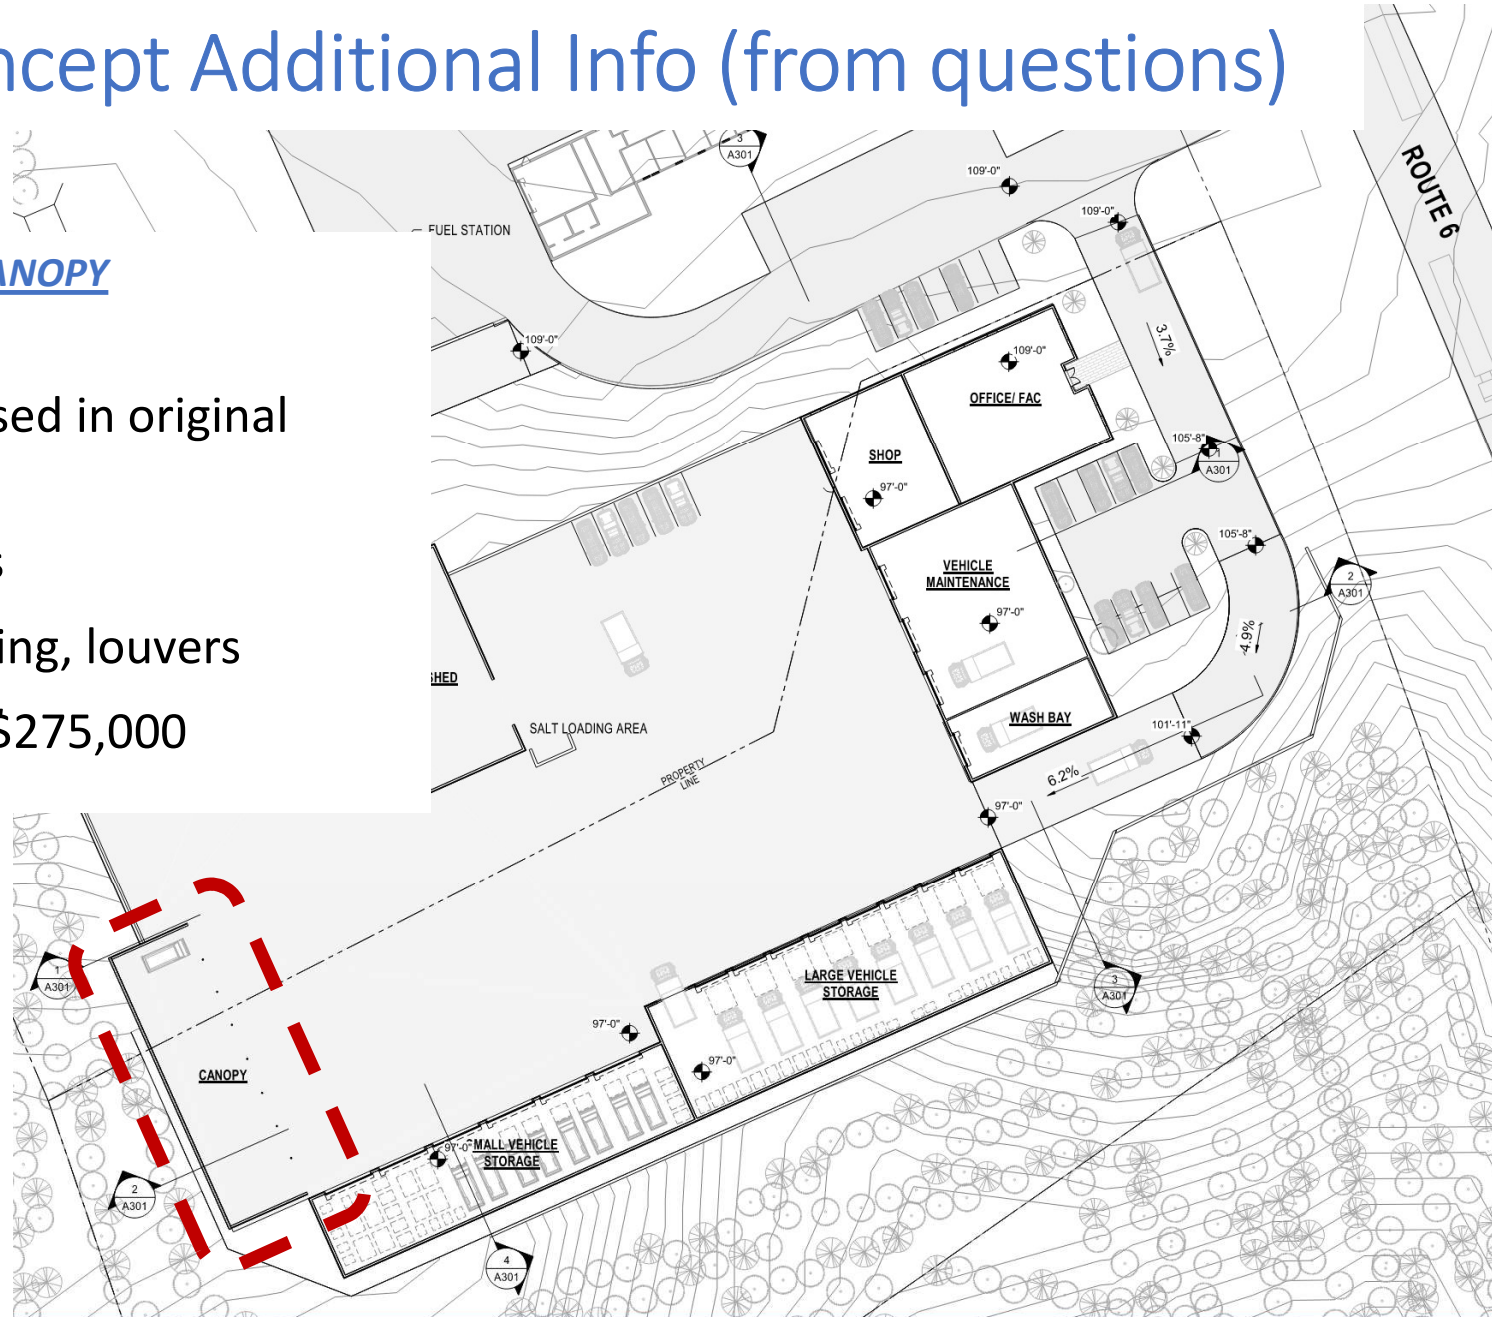 ncept Additional Info (from questions)
ANOPY
sed in original
s
ing, louvers
$275,000
3
A301
109'-0"
109'-0"
ROUTE 6
FUEL STATION
109'-0"
3.7%
109'-0"
OFFICE/ FAC
SHOP
97'-0"
105'-8"
1
A301
105'-8"
VEHICLE
MAINTENANCE
97'-0"
2
A301
4.9%
SHED
SALT LOADING AREA
WASH BAY
101'-11"
PROPERTY
LINE
6.2%
97'-0"
1
A301
LARGE VEHICLE
STORAGE
3
A301
97'-0"
97'-0"
CANOPY
97'-0"
SMALL VEHICLE
STORAGE
2
A301
4
A301